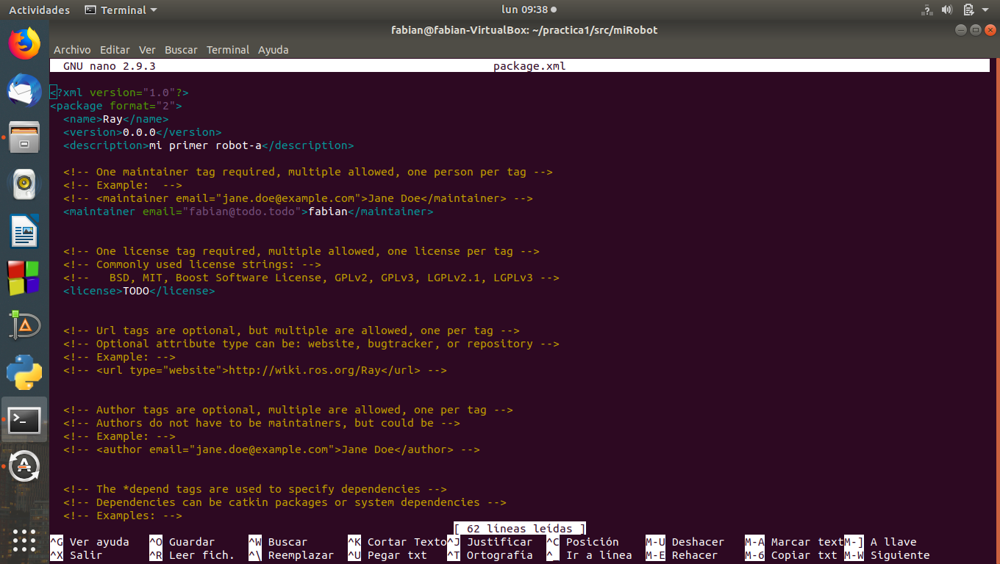 Actividades Terminal lun 09:38
fabian@fabian-VirtualBox: ~/practica1/src/miRobot
Archivo Editar Ver Buscar Terminal Ayuda
GNU nano 2.9.3 package.xml
<?xml version="1.0"?>
<package format="2">
  <name>Ray</name>
  <version>0.0.0</version>
  <description>mi primer robot-a</description>
  <!-- One maintainer tag required, multiple allowed, one person per tag -->
  <!-- Example:  -->
  <!-- <maintainer email="jane.doe@example.com">Jane Doe</maintainer> -->
  <maintainer email="fabian@todo.todo">fabian</maintainer>
  <!-- One license tag required, multiple allowed, one license per tag -->
  <!-- Commonly used license strings: -->
  <!--   BSD, MIT, Boost Software License, GPLv2, GPLv3, LGPLv2.1, LGPLv3 -->
  <license>TODO</license>
  <!-- Url tags are optional, but multiple are allowed, one per tag -->
  <!-- Optional attribute type can be: website, bugtracker, or repository -->
  <!-- Example: -->
  <!-- <url type="website">http://wiki.ros.org/Ray</url> -->
  <!-- Author tags are optional, multiple are allowed, one per tag -->
  <!-- Authors do not have to be maintainers, but could be -->
  <!-- Example: -->
  <!-- <author email="jane.doe@example.com">Jane Doe</author> -->
  <!-- The *depend tags are used to specify dependencies -->
  <!-- Dependencies can be catkin packages or system dependencies -->
  <!-- Examples: -->
[ 62 líneas leídas ]
^G Ver ayuda ^O Guardar ^W Buscar ^K Cortar Texto ^J Justificar ^C Posición M-U Deshacer M-A Marcar text M-] A llave
^X Salir ^R Leer fich. ^\ Reemplazar ^U Pegar txt ^T Ortografía ^_ Ir a línea M-E Rehacer M-6 Copiar txt M-W Siguiente